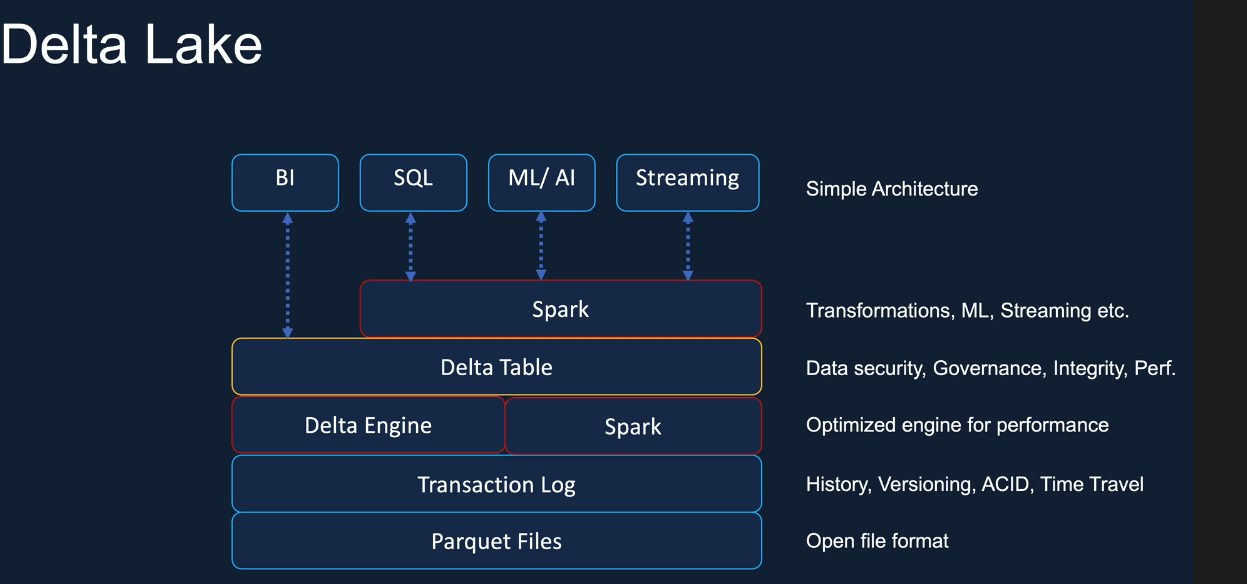 Delta Lake
BI
SQL
ML/ AI
Streaming
Simple Architecture
Spark
Transformations, ML, Streaming etc.
Delta Table
Data security, Governance, Integrity, Perf.
Delta Engine
Spark
Optimized engine for performance
Transaction Log
History, Versioning, ACID, Time Travel
Parquet Files
Open file format